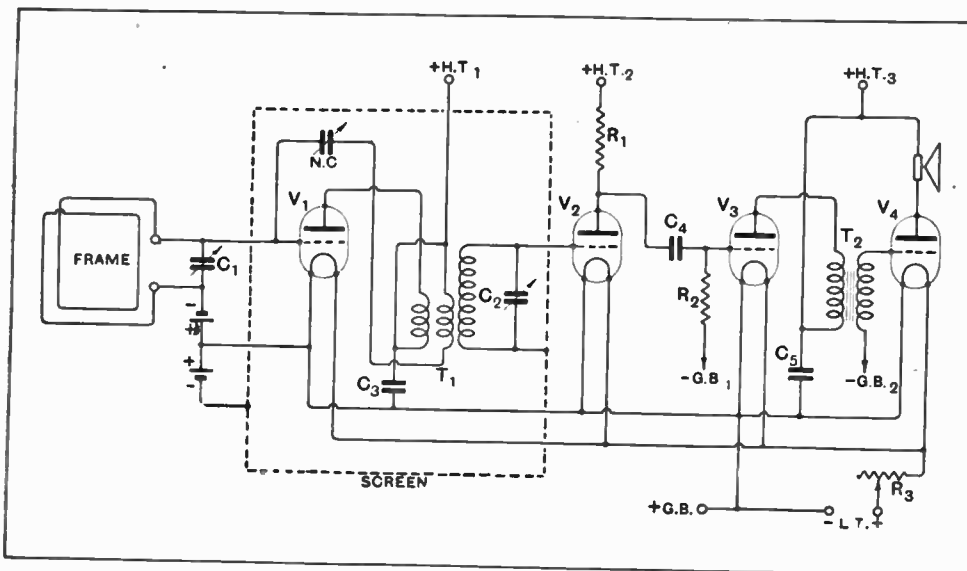 +H.T.1
+H.T.2
+H.T.3
N.C
R1
V1
V2
V3
V4
C4
T2
FRAME
C1
C2
R2
-
+
+
-
C3
T1
C5
-G.B.1
-G.B.2
SCREEN
R3
+G.B.
- L.T. +